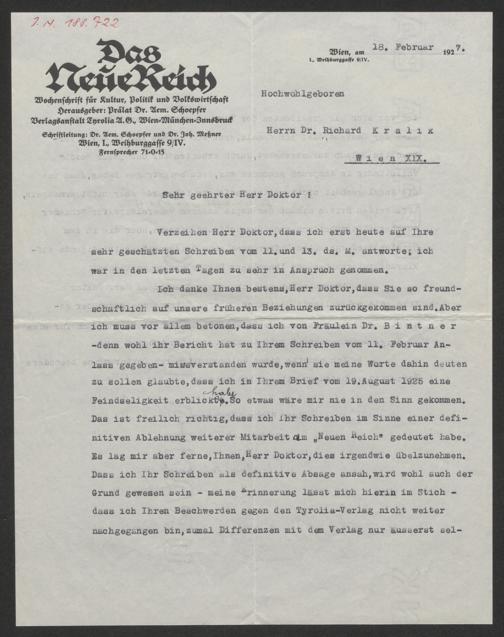 J.N. 188.722
Das
Neue Reich
Wochenschrift für Kultur, Politik und Volkswirtschaft
Herausgeber: Prälat Dr. Aem. Schoepfer
Verlagsanstalt Tyrolia A.G., Wien-München-Innsbruck
Schriftleitung: Dr. Aem. Schoepfer und Dr. Joh. Meßner
Wien, I., Weihburggasse 9/IV.
Fernsprecher 71-0-15
Wien, am 18. Februar 1927.
I., Weihburggasse 9/IV.
Hochwohlgeboren
Herrn Dr. Richard K r a l i k
W i e n XIX.
Sehr geehrter Herr Doktor !
Verzeihen Herr Doktor,dass ich erst heute auf Ihre
sehr geschätzten Schreiben vom 11.und 13. ds. M. antworte; ich
war in den letzten Tagen zu sehr in Anspruch genommen.
Ich danke Ihnen bestens,Herr Doktor,dass Sie so freund-
schaftlich auf unsere früheren Beziehungen zurückgekommen sind.Aber
ich muss vor allem betonen,dass ich von Fräulein Dr. B i n t n e r
-denn wohl ihr Bericht hat zu Ihrem Schreiben vom 11. Februar An-
lass gegeben- missverstanden wurde,wenn sie meine Worte dahin deuten
zu sollen glaubte,dass ich in Ihrem Brief vom 19.August 1925 eine
Feindseligkeit erblickt habe.So etwas wäre mir nie in den Sinn gekommen.
Das ist freilich richtig,dass ich Ihr Schreiben im Sinne einer defi-
nitiven Ablehnung weiterer Mitarbeit am „Neuen Reich" gedeutet habe.
Es lag mir aber ferne,Ihnen,Herr Doktor,dies irgendwie übelzunehmen.
Dass ich Ihr Schreiben als definitive Absage ansah,wird wohl auch der
Grund gewesen sein - meine Erinnerung lässt mich hierin im Stich -
dass ich Ihren Beschwerden gegen den Tyrolia-Verlag nicht weiter
nachgegangen bin,zumal Differenzen mit dem Verlag nur äusserst sel-